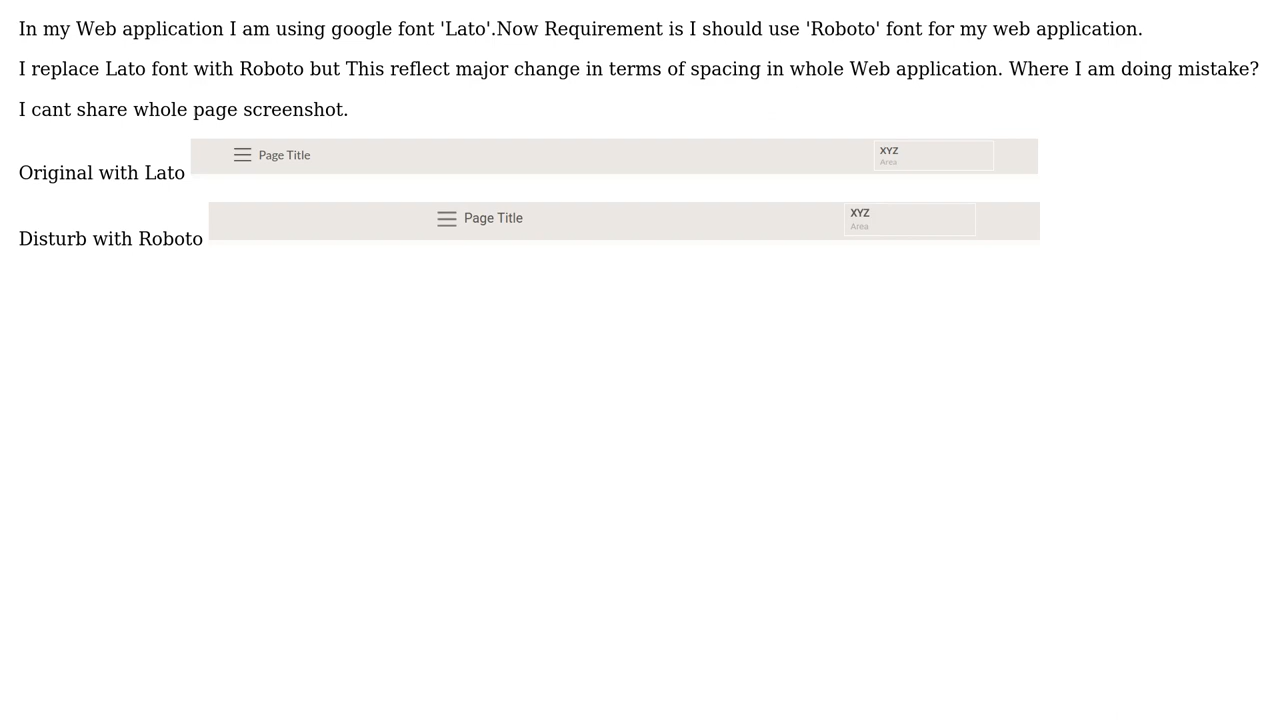 In my Web application I am using google font 'Lato'.Now Requirement is I should use 'Roboto' font for my web application.
I replace Lato font with Roboto but This reflect major change in terms of spacing in whole Web application. Where I am doing mistake?
I cant share whole page screenshot.
Original with Lato
Page Title
XYZ
Area
Disturb with Roboto
Page Title
XYZ
Area